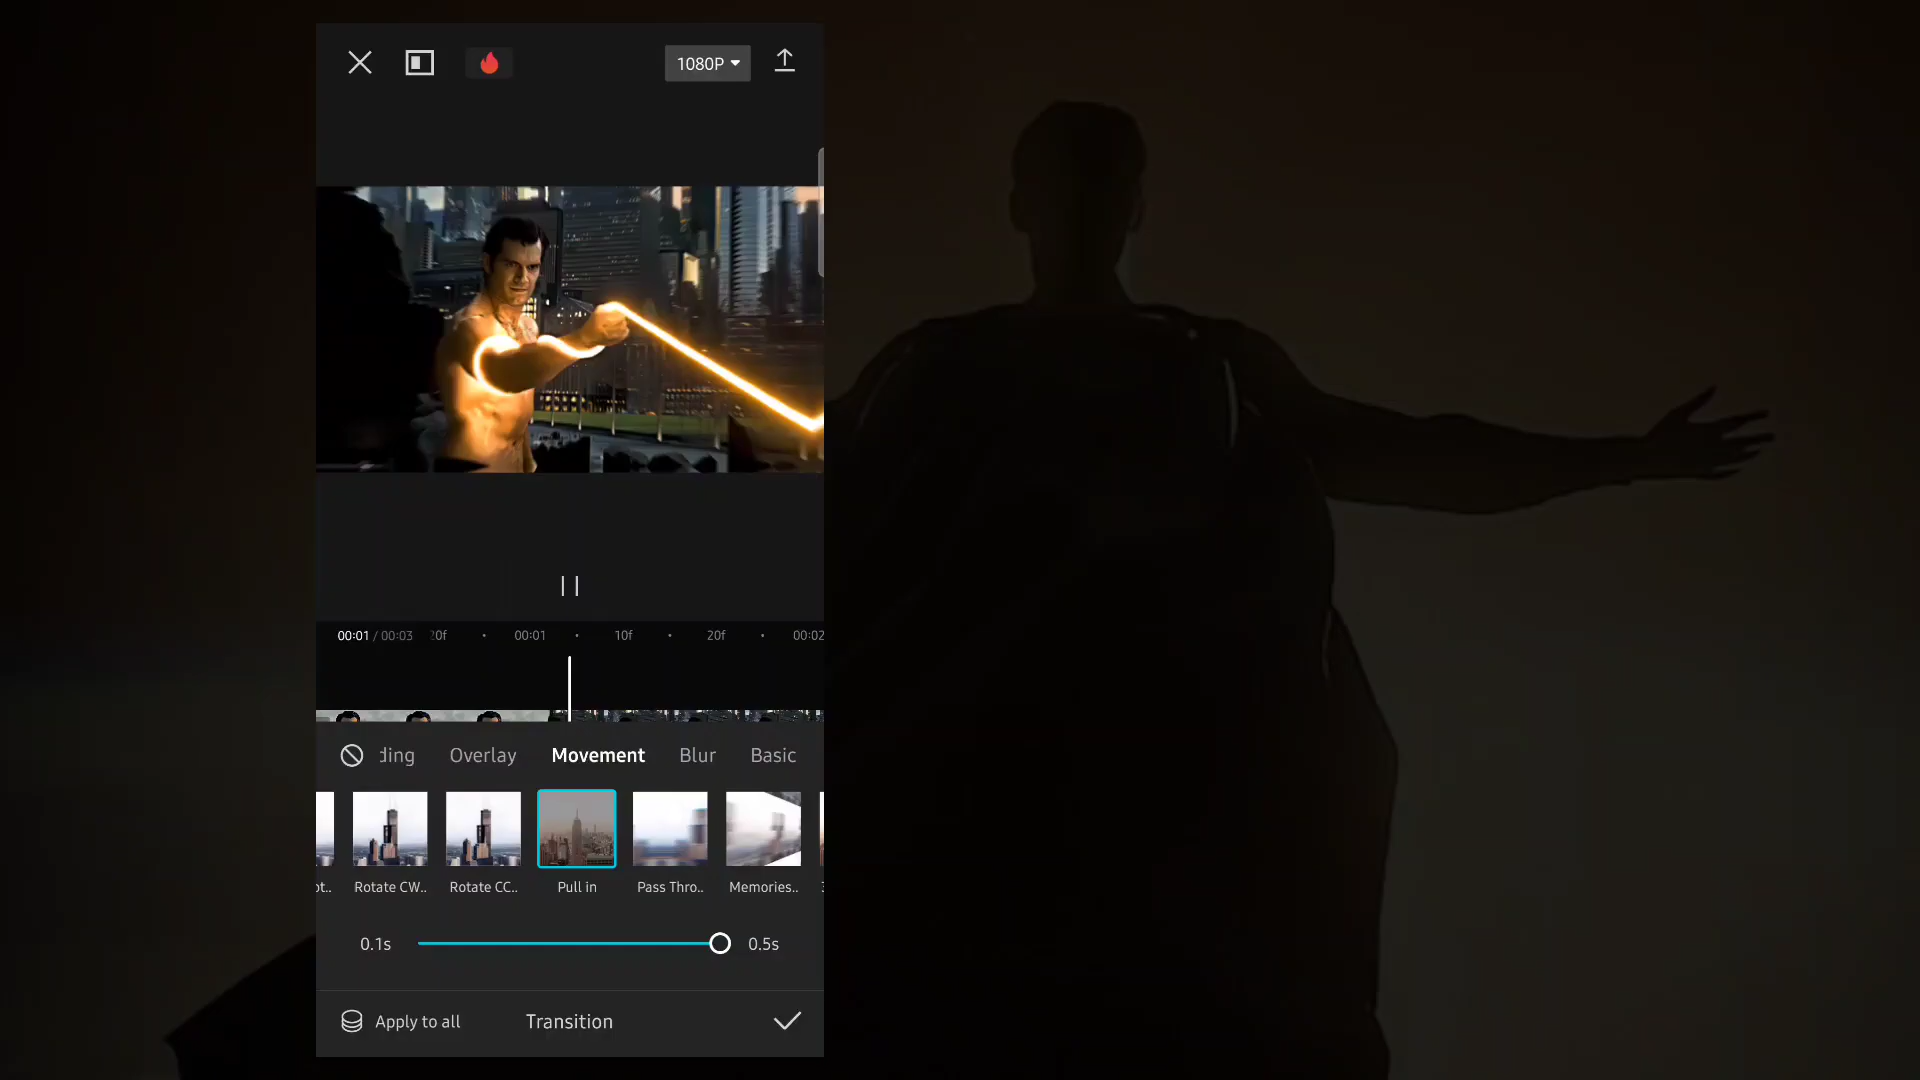 1080P
00:01 / 00:03 20f 00:01 10f 20f 00:02
ding Overlay Movement Blur Basic
ot.. Rotate CW.. Rotate CC.. Pull in Pass Thro.. Memories..
0.1s 0.5s
Apply to all Transition